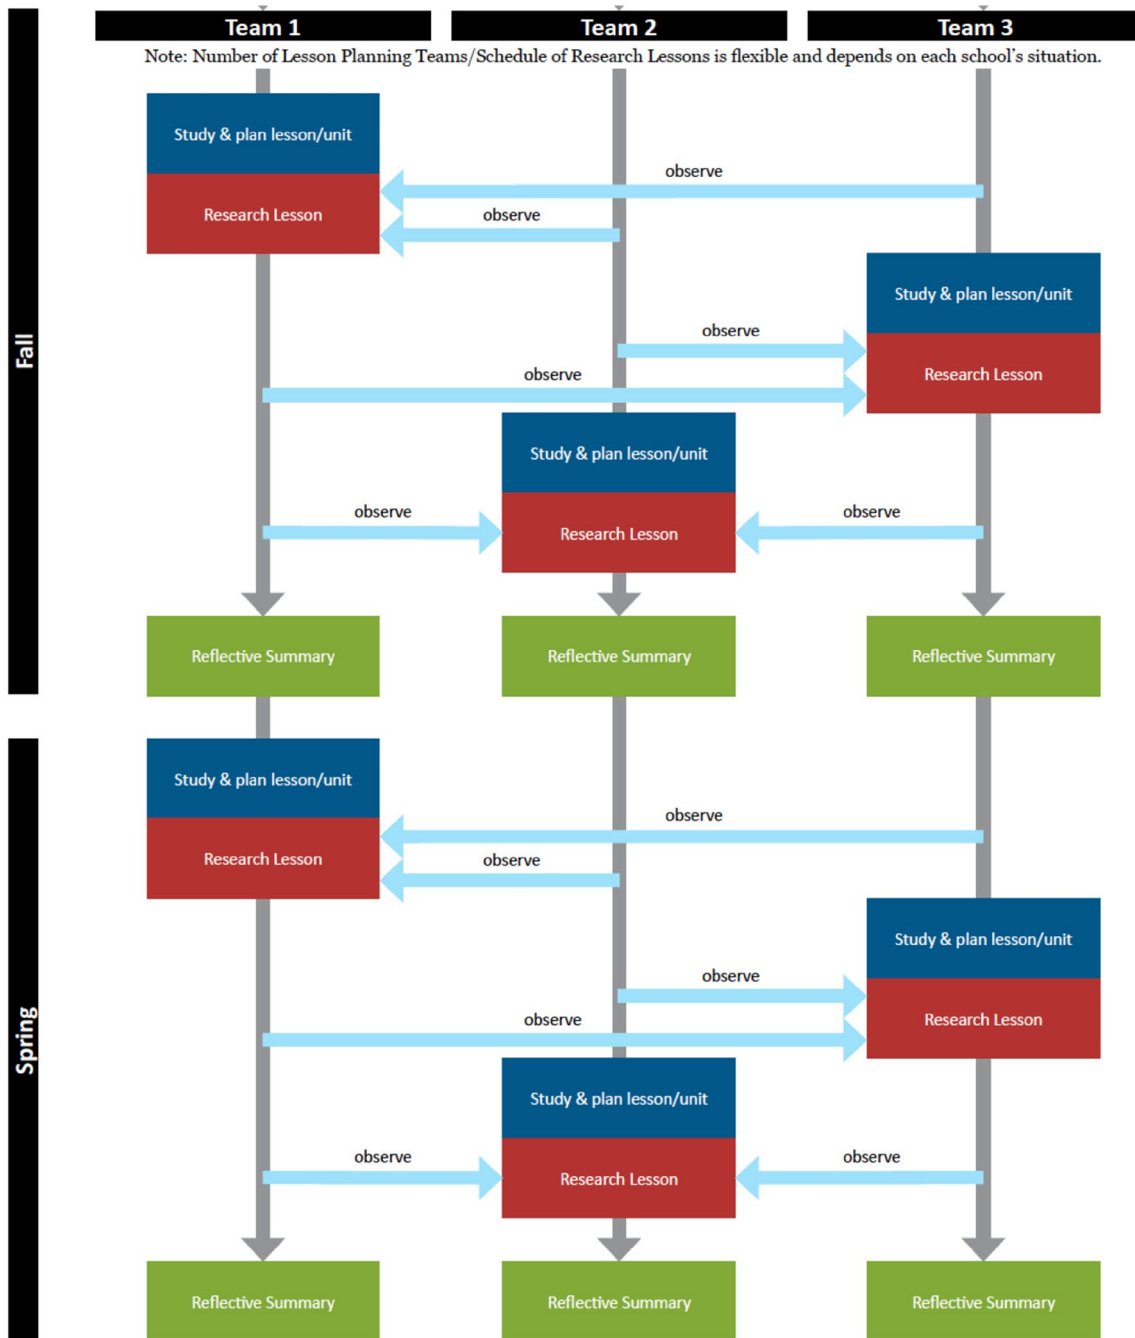 Team 1
Team 2
Team 3
Note: Number of Lesson Planning Teams/Schedule of Research Lessons is flexible and depends on each school's situation.
Fall
Study & plan lesson/unit
observe
Research Lesson
observe
Study & plan lesson/unit
observe
Research Lesson
observe
Study & plan lesson/unit
observe
observe
Research Lesson
Reflective Summary
Reflective Summary
Reflective Summary
Spring
Study & plan lesson/unit
observe
Research Lesson
observe
Study & plan lesson/unit
observe
Research Lesson
observe
Study & plan lesson/unit
observe
observe
Research Lesson
Reflective Summary
Reflective Summary
Reflective Summary